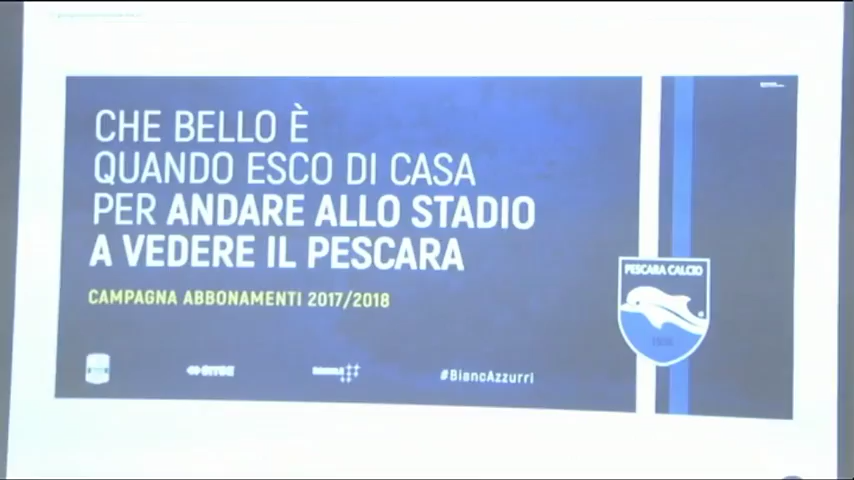 CHE BELLO È
QUANDO ESCO DI CASA
PER ANDARE ALLO STADIO
A VEDERE IL PESCARA
CAMPAGNA ABBONAMENTI 2017/2018
PESCARA CALCIO
1936
#BiancAzzurri